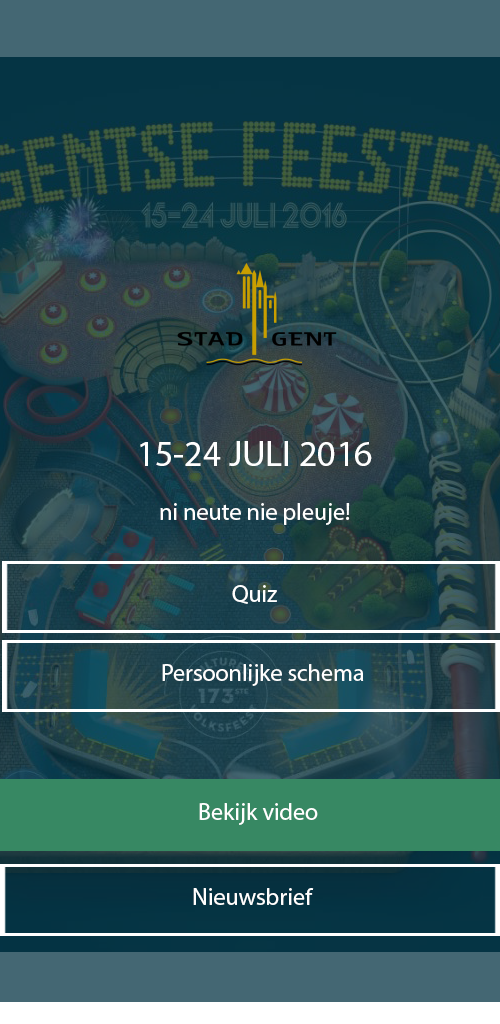 GENTSE FEESTEN
15-24 JULI 2016
STAD GENT
15-24 JULI 2016
ni neute nie pleuje!
Quiz
Persoonlijke schema
CULTUREEL
173STE
VOLKSFEEST
Bekijk video
Nieuwsbrief